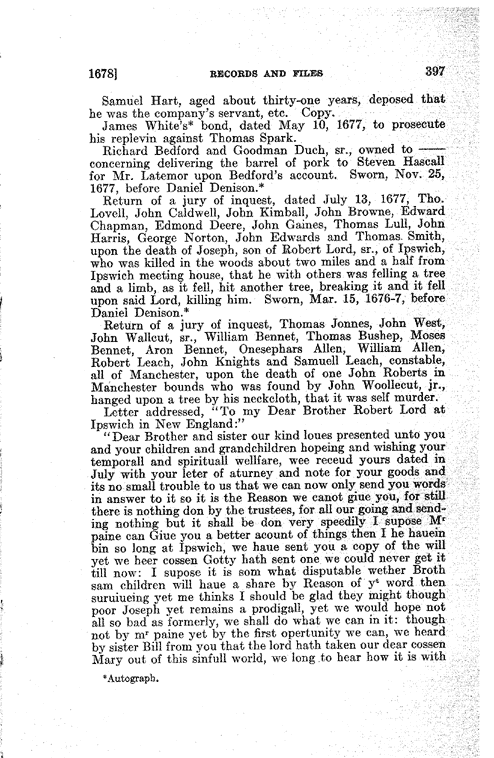 1678] RECORDS AND FILES 397
Samuel Hart, aged about thirty-one years, deposed that
he was the company's servant, etc. Copy.
James White's* bond, dated May 10, 1677, to prosecute
his replevin against Thomas Spark.
Richard Bedford and Goodman Duch, sr., owned to ——
concerning delivering the barrel of pork to Steven Hascall
for Mr. Latemor upon Bedford's account. Sworn, Nov. 25,
1677, before Daniel Denison.*
Return of a jury of inquest, dated July 13, 1677, Tho.
Lovell, John Caldwell, John Kimball, John Browne, Edward
Chapman, Edmond Deere, John Gaines, Thomas Lull, John
Harris, George Norton, John Edwards and Thomas Smith,
upon the death of Joseph, son of Robert Lord, sr., of Ipswich,
who was killed in the woods about two miles and a half from
Ipswich meeting house, that he with others was felling a tree
and a limb, as it fell, hit another tree, breaking it and it fell
upon said Lord, killing him. Sworn, Mar. 15, 1676-7, before
Daniel Denison.*
Return of a jury of inquest, Thomas Jonnes, John West,
John Wallcut, sr., William Bennet, Thomas Bushep, Moses
Bennet, Aron Bennet, Onesephars Allen, William Allen,
Robert Leach, John Knights and Samuell Leach, constable,
all of Manchester, upon the death of one John Roberts in
Manchester bounds who was found by John Woollecut, jr.,
hanged upon a tree by his neckcloth, that it was self murder.
Letter addressed, "To my Dear Brother Robert Lord at
Ipswich in New England:"
"Dear Brother and sister our kind loues presented unto you
and your children and grandchildren hopeing and wishing your
temporall and spirituall wellfare, wee receud yours dated in
July with your leter of aturney and note for your goods and
its no small trouble to us that we can now only send you words
in answer to it so it is the Reason we canot giue you, for still
there is nothing don by the trustees, for all our going and send-
ing nothing but it shall be don very speedily I supose Mr
paine can Giue you a better acount of things then I he hauein
bin so long at Ipswich, we haue sent you a copy of the will
yet we heer cossen Gotty hath sent one we could never get it
till now: I supose it is som what disputable wether Broth
sam children will haue a share by Reason of ys word then
suruiueing yet me thinks I should be glad they might though
poor Joseph yet remains a prodigall, yet we would hope not
all so bad as formerly, we shall do what we can in it: though
not by mr paine yet by the first opertunity we can, we heard
by sister Bill from you that the lord hath taken our dear cossen
Mary out of this sinfull world, we long to hear how it is with
*Autograph.